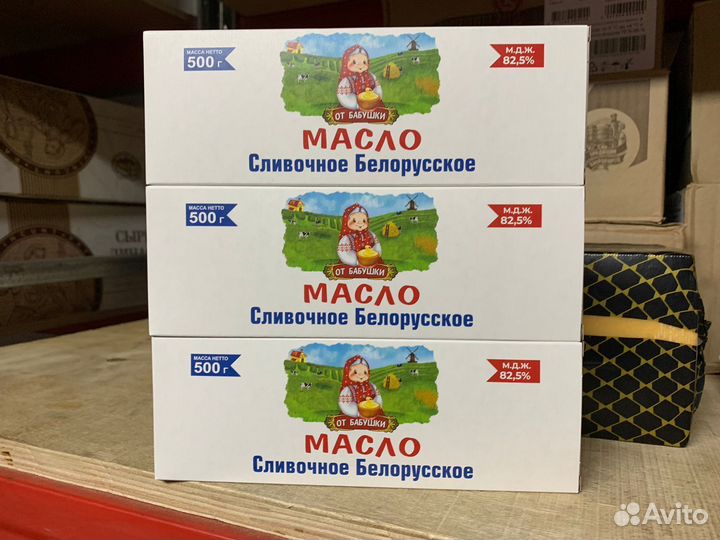 МАССА НЕТТО
500 г
М.Д.Ж.
82,5%
ОТ БАБУШКИ
МАСЛО
Сливочное Белорусское
МАССА НЕТТО
500 г
М.Д.Ж.
82,5%
ОТ БАБУШКИ
МАСЛО
Сливочное Белорусское
МАССА НЕТТО
500 г
М.Д.Ж.
82,5%
ОТ БАБУШКИ
МАСЛО
Сливочное Белорусское
Avito